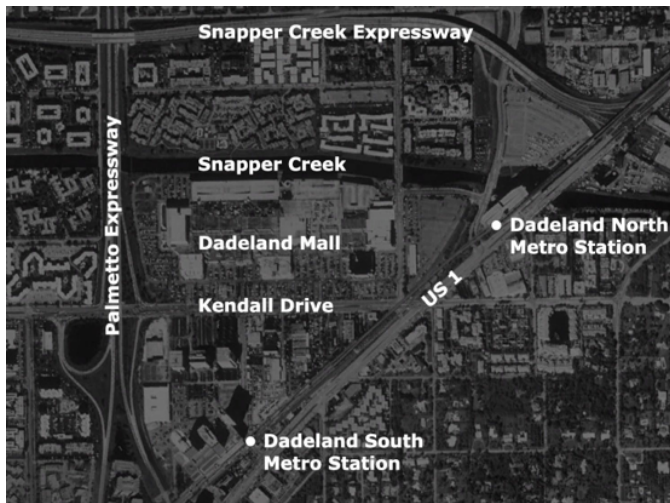 Snapper Creek Expressway
Palmetto Expressway
Snapper Creek
Dadeland North
Metro Station
Dadeland Mall
US 1
Kendall Drive
Dadeland South
Metro Station